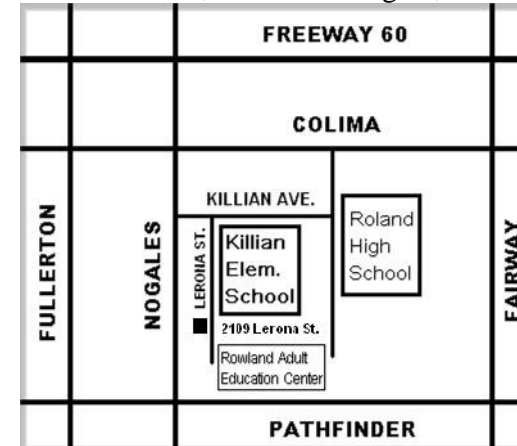 FREEWAY 60
COLIMA
KILLIAN AVE.
FULLERTON
NOGALES
LERONA ST.
Killian
Elem.
School
Roland
High
School
FAIRWAY
2109 Lerona St.
Rowland Adult
Education Center
PATHFINDER